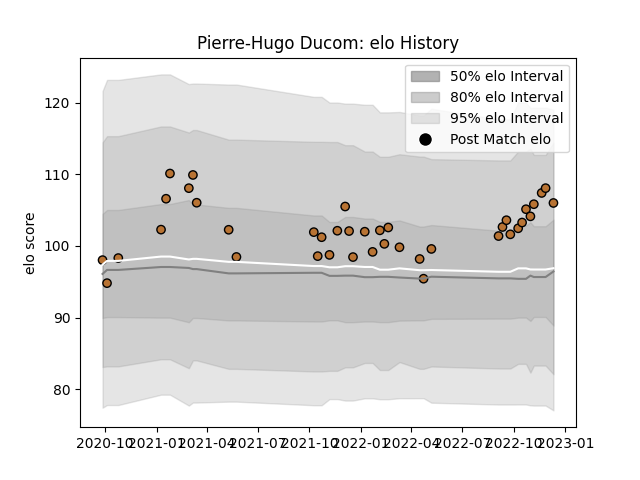 Pierre-Hugo Ducom: elo History
50% elo Interval
80% elo Interval
95% elo Interval
Post Match elo
elo score
120
110
100
90
80
2020-10 2021-01 2021-04 2021-07 2021-10 2022-01 2022-04 2022-07 2022-10 2023-01